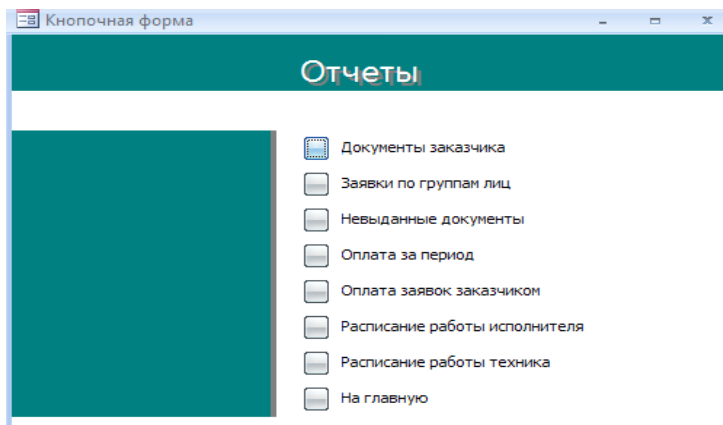 Кнопочная форма
Отчеты
Документы заказчика
Заявки по группам лиц
Невыданные документы
Оплата за период
Оплата заявок заказчиком
Расписание работы исполнителя
Расписание работы техника
На главную